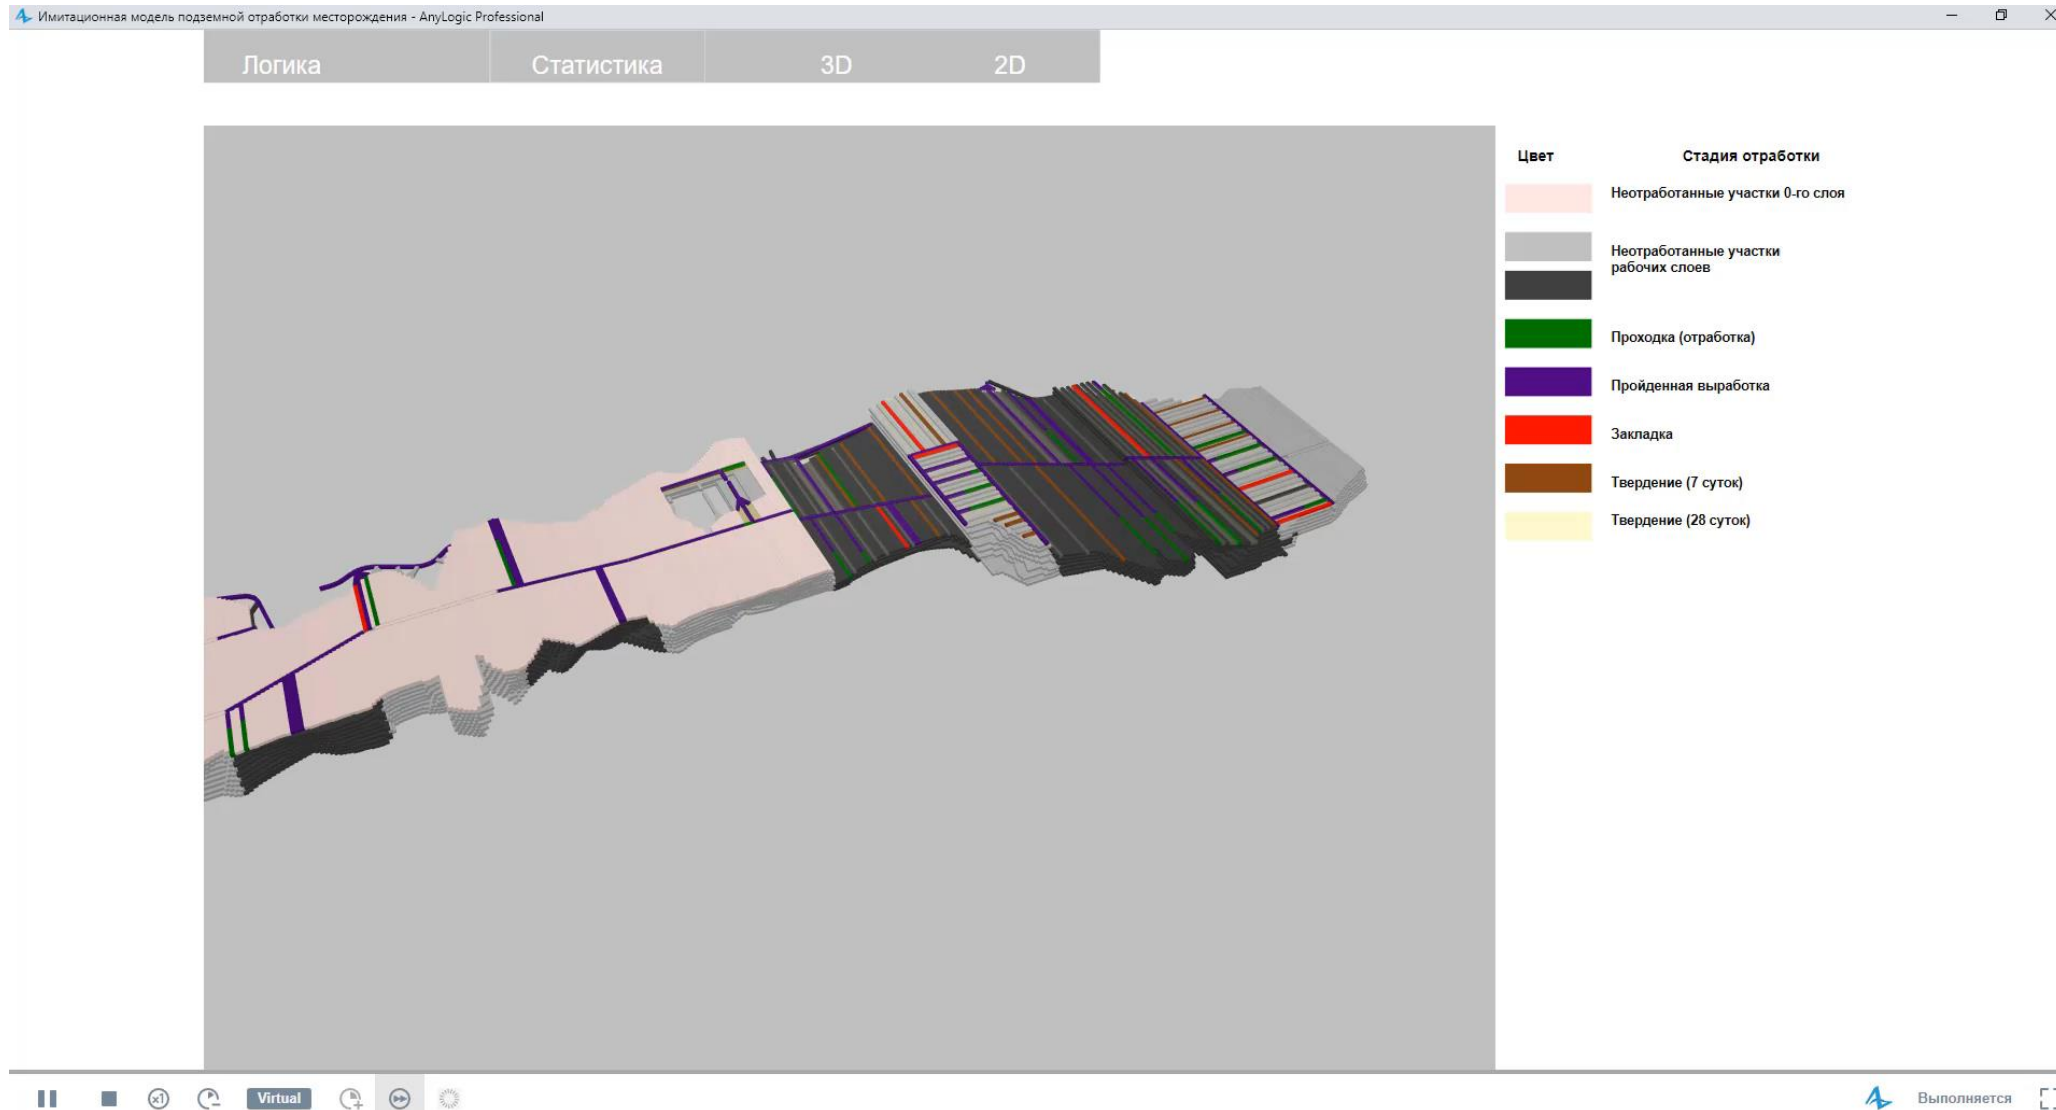 Имитационная модель подземной отработки месторождения - AnyLogic Professional
Логика
Статистика
3D
2D
Цвет
Стадия отработки
Неотработанные участки 0-го слоя
Неотработанные участки
рабочих слоев
Проходка (отработка)
Пройденная выработка
Закладка
Твердение (7 суток)
Твердение (28 суток)
x1
Virtual
Выполняется